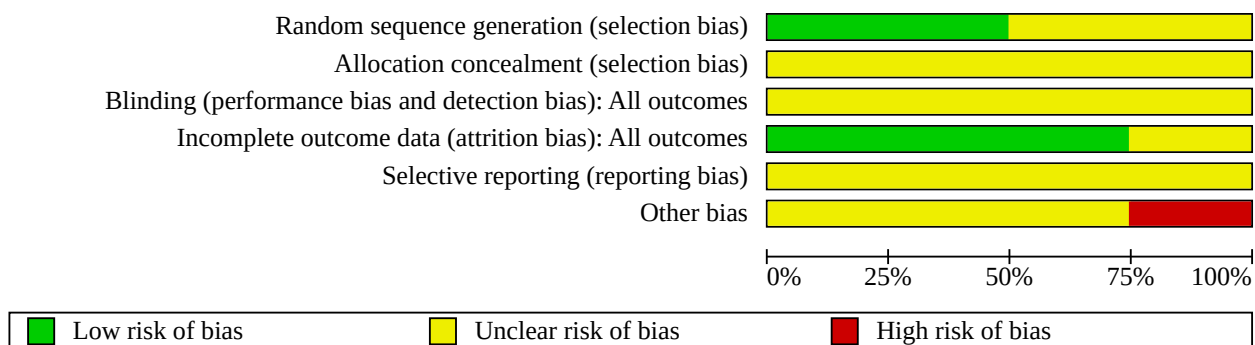 Random sequence generation (selection bias)
Allocation concealment (selection bias)
Blinding (performance bias and detection bias): All outcomes
Incomplete outcome data (attrition bias): All outcomes
Selective reporting (reporting bias)
Other bias
0% 25% 50% 75% 100%
Low risk of bias Unclear risk of bias High risk of bias